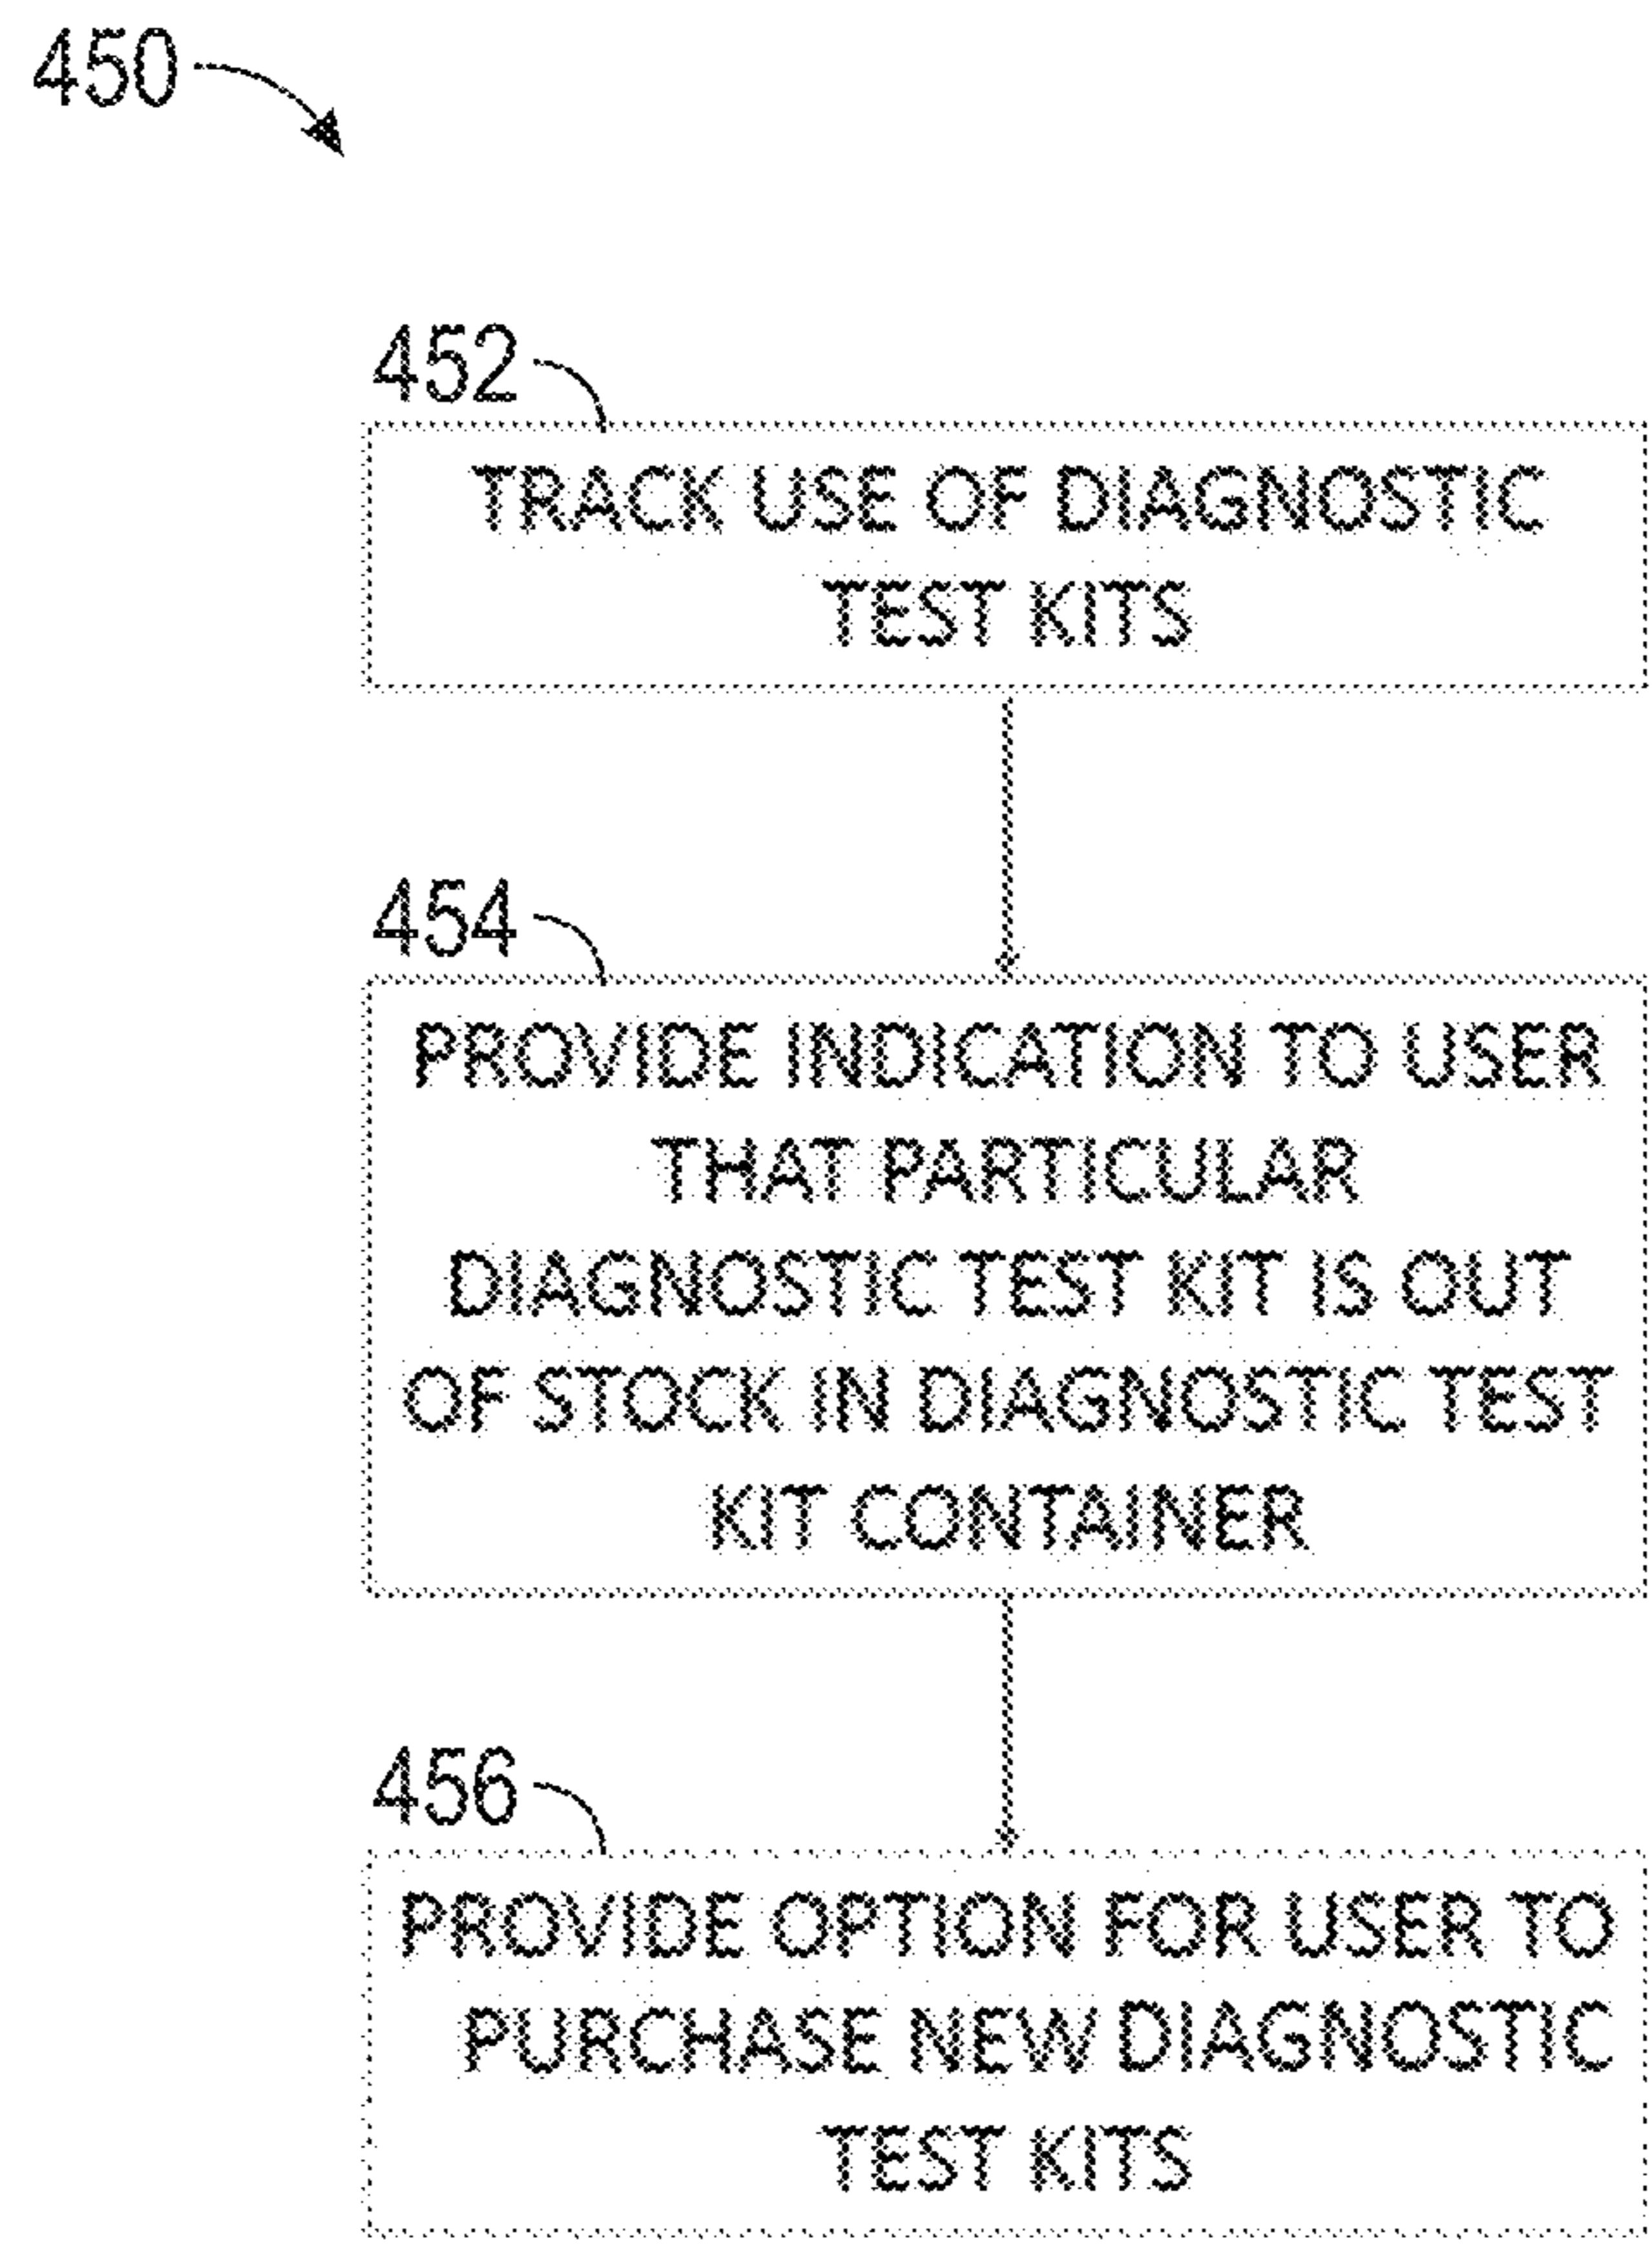 450
452
TRACK USE OF DIAGNOSTIC
TEST KITS
454
PROVIDE INDICATION TO USER
THAT PARTICULAR
DIAGNOSTIC TEST KIT IS OUT
OF STOCK IN DIAGNOSTIC TEST
KIT CONTAINER
456
PROVIDE OPTION FOR USER TO
PURCHASE NEW DIAGNOSTIC
TEST KITS